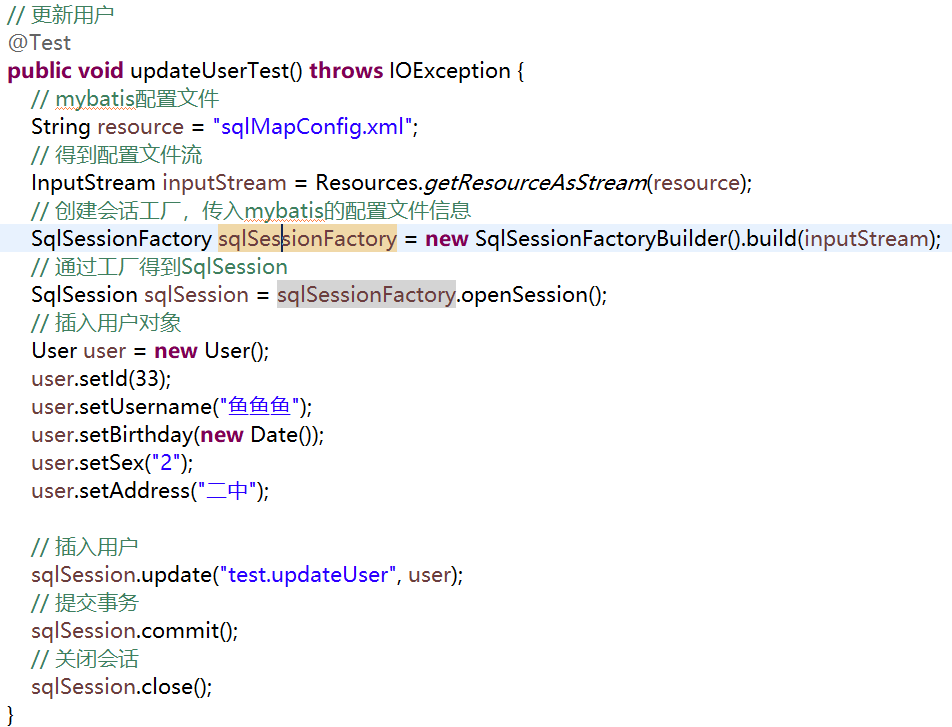 // 更新用户
@Test
public void updateUserTest() throws IOException {
// mybatis配置文件
String resource = "sqlMapConfig.xml";
// 得到配置文件流
InputStream inputStream = Resources.getResourceAsStream(resource);
// 创建会话工厂，传入mybatis的配置文件信息
SqlSessionFactory sqlSessionFactory = new SqlSessionFactoryBuilder().build(inputStream);
// 通过工厂得到SqlSession
SqlSession sqlSession = sqlSessionFactory.openSession();
// 插入用户对象
User user = new User();
user.setId(33);
user.setUsername("鱼鱼鱼");
user.setBirthday(new Date());
user.setSex("2");
user.setAddress("二中");
// 插入用户
sqlSession.update("test.updateUser", user);
// 提交事务
sqlSession.commit();
// 关闭会话
sqlSession.close();
}